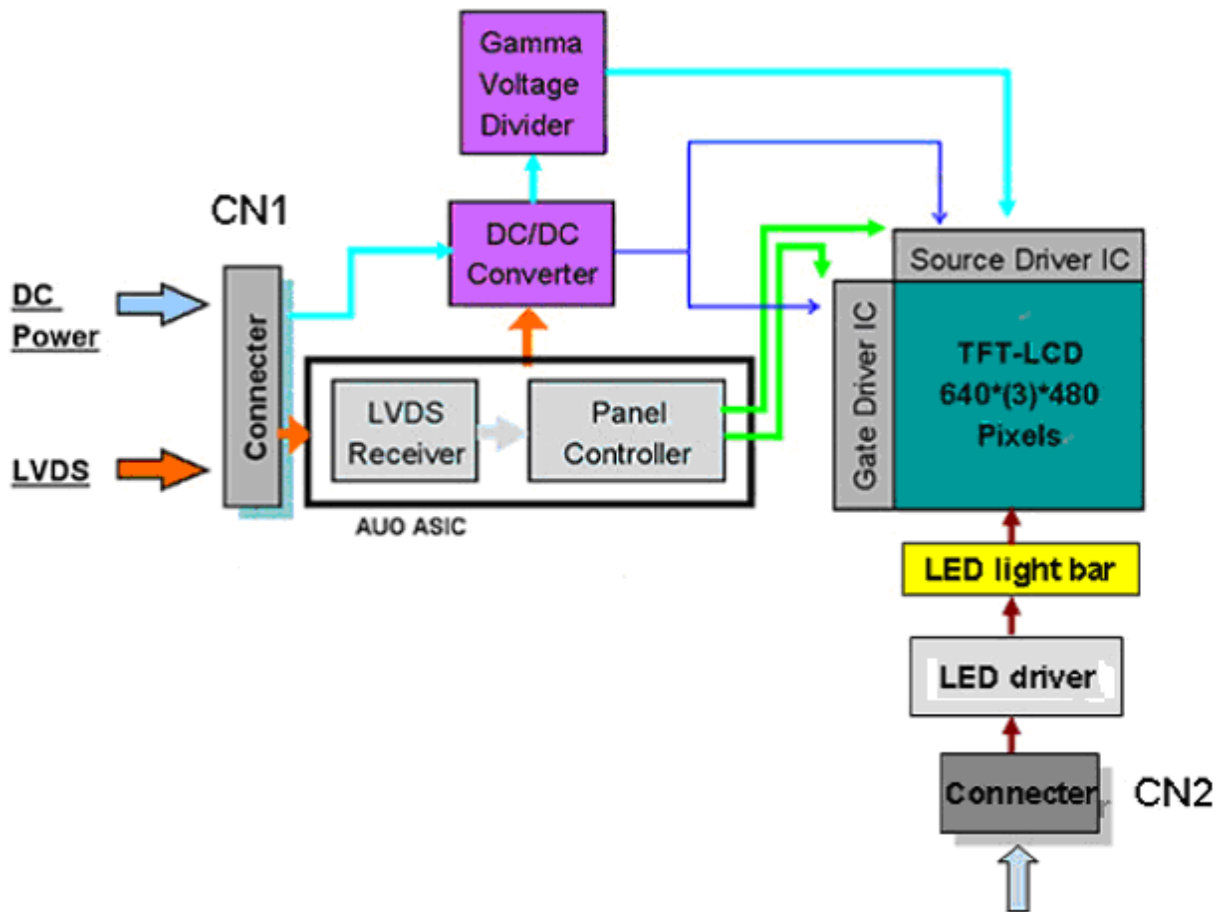 Gamma
Voltage
Divider
CN1
DC/DC
Converter
DC
Power
Connecter
LVDS
LVDS
Receiver
Panel
Controller
AUO ASIC
Source Driver IC
Gate Driver IC
TFT-LCD
640*(3)*480
Pixels
LED light bar
LED driver
Connecter
CN2